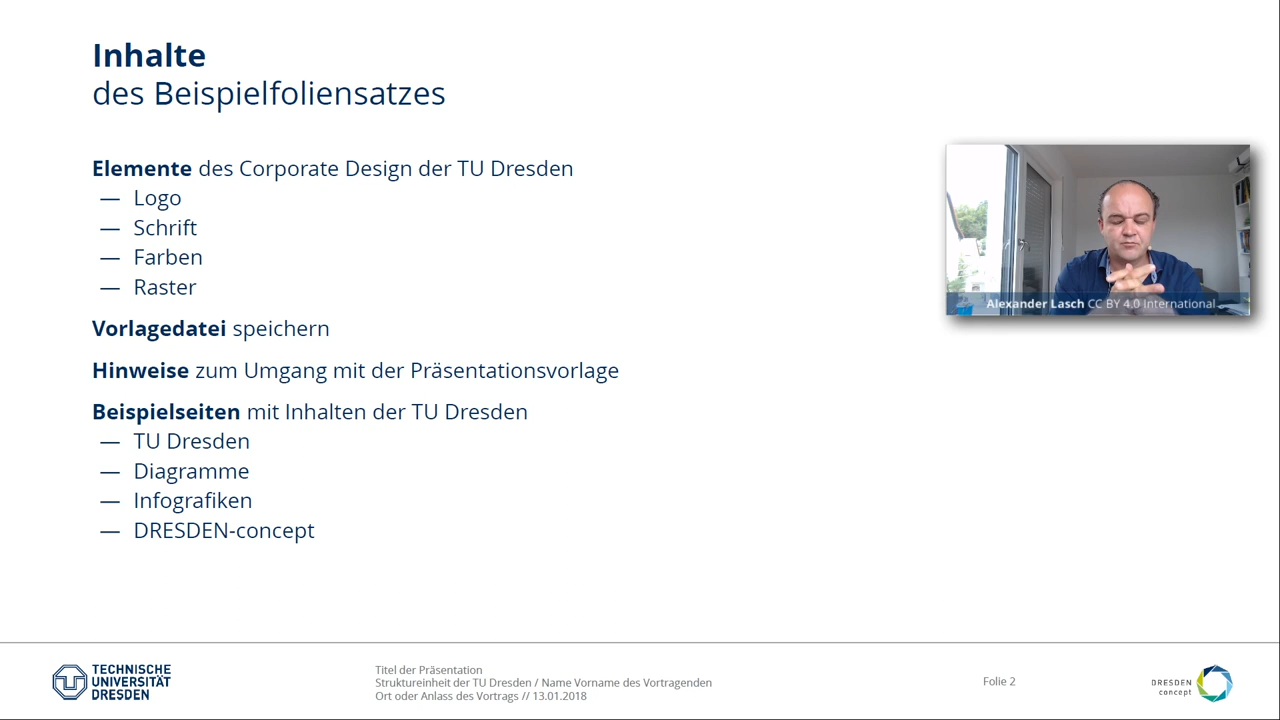 Inhalte
des Beispielfoliensatzes
Elemente des Corporate Design der TU Dresden
— Logo
— Schrift
— Farben
— Raster
Vorlagedatei speichern
Hinweise zum Umgang mit der Präsentationsvorlage
Beispielseiten mit Inhalten der TU Dresden
— TU Dresden
— Diagramme
— Infografiken
— DRESDEN-concept
Alexander Lasch CC BY 4.0 International
TECHNISCHE
UNIVERSITÄT
DRESDEN
Titel der Präsentation
Struktureinheit der TU Dresden / Name Vorname des Vortragenden
Ort oder Anlass des Vortrags // 13.01.2018
Folie 2
DRESDEN
concept